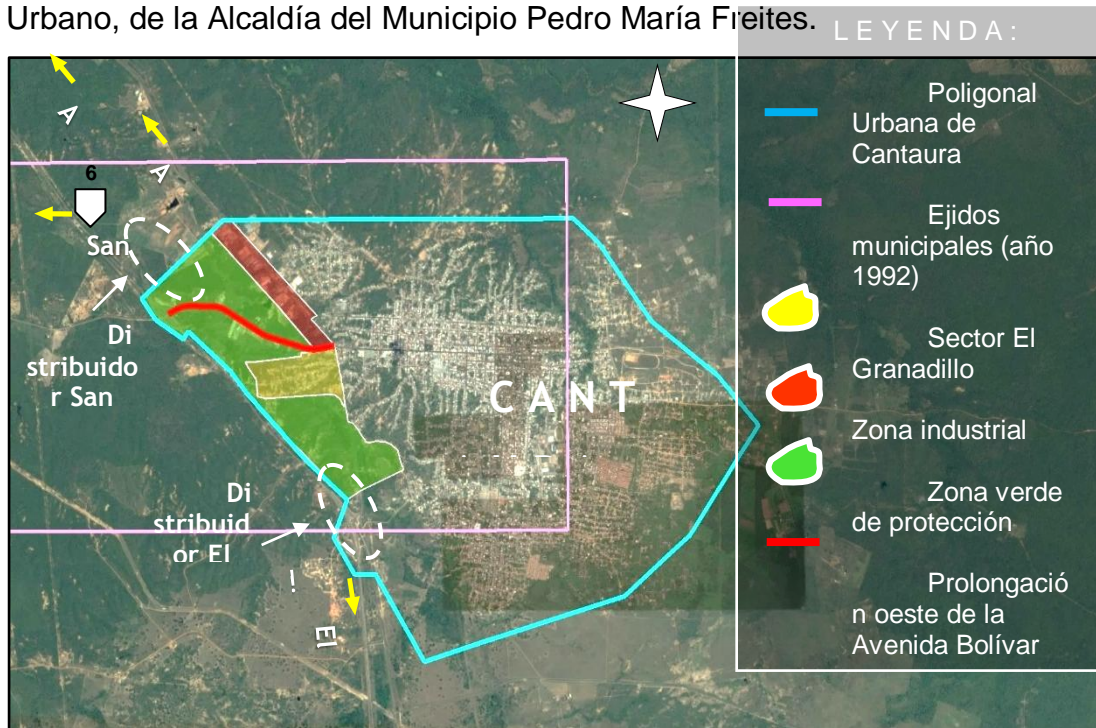 Urbano, de la Alcaldía del Municipio Pedro María Freites.
LEYENDA:
Poligonal
Urbana de
Cantaura
Ejidos
municipales (año
1992)
Sector El
Granadillo
Zona industrial
Zona verde
de protección
Prolongació
n oeste de la
Avenida Bolívar
A
A
6
San
Di
stribuido
r San
CANT
Di
stribuid
or El
!
El